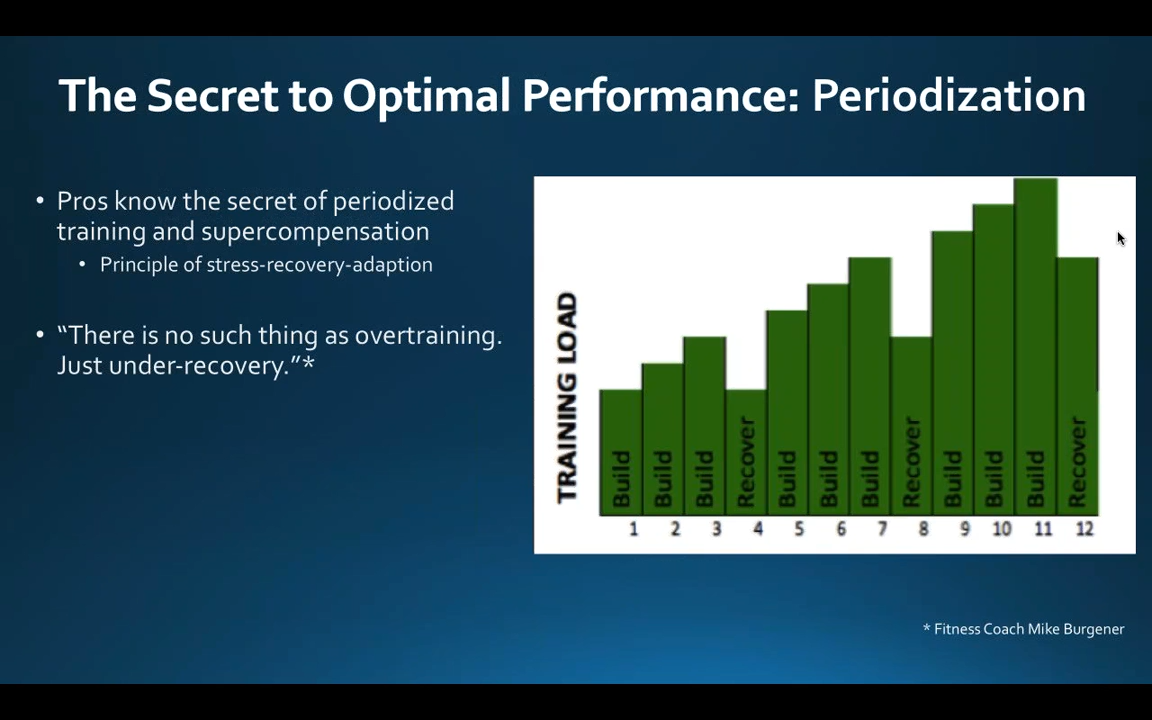 The Secret to Optimal Performance: Periodization
• Pros know the secret of periodized
training and supercompensation
• Principle of stress-recovery-adaption
• “There is no such thing as overtraining.
Just under-recovery.”*
TRAINING LOAD
Build
Build
Build
Recover
Build
Build
Build
Recover
Build
Build
Build
Recover
1 2 3 4 5 6 7 8 9 10 11 12
* Fitness Coach Mike Burgener